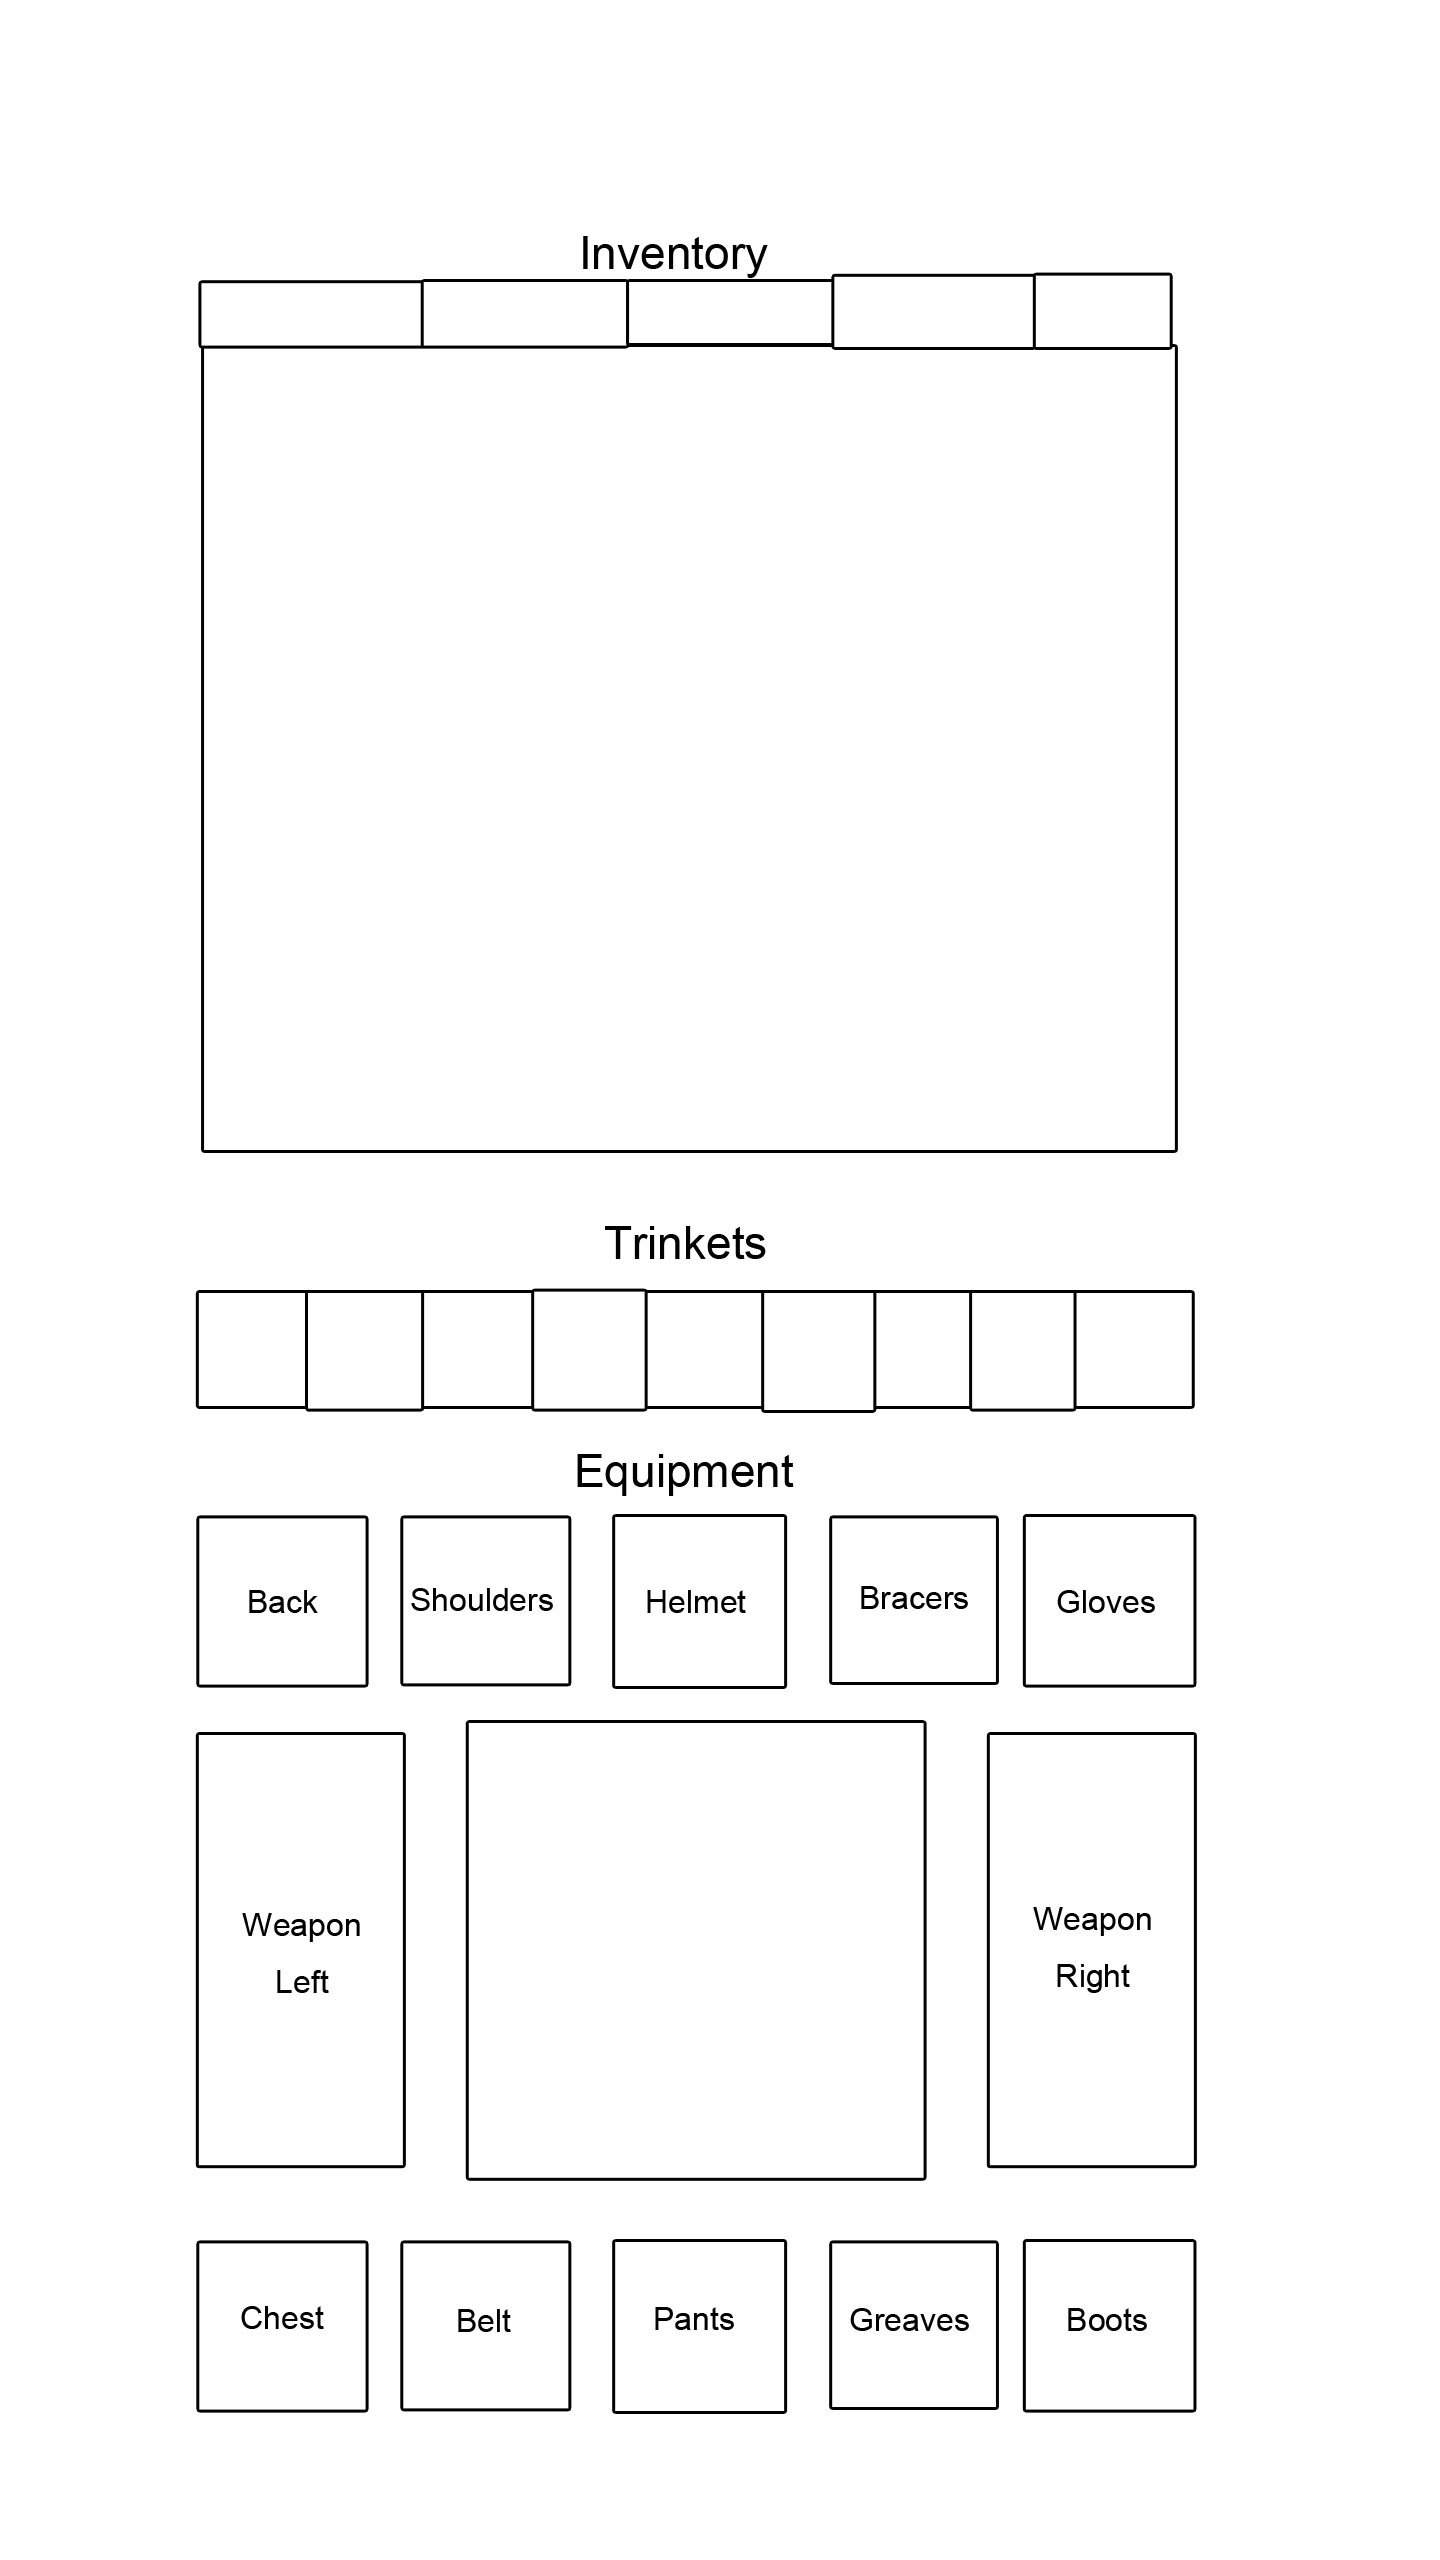 Inventory
Trinkets
Equipment
Back
Shoulders
Helmet
Bracers
Gloves
Weapon
Left
Weapon
Right
Chest
Belt
Pants
Greaves
Boots